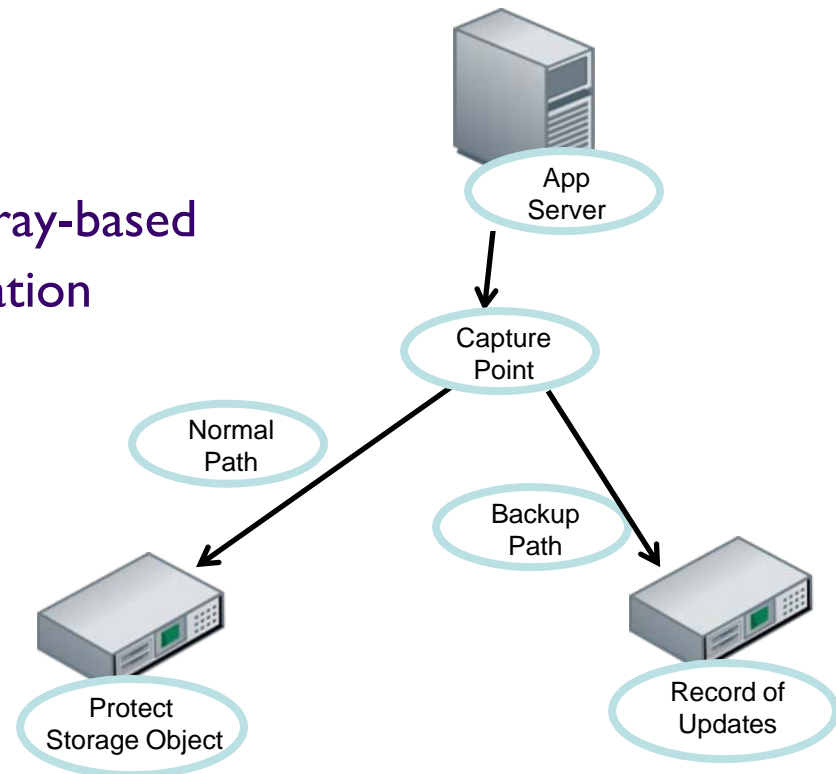 App
Server
ray-based
ation
Capture
Point
Normal
Path
Backup
Path
Protect
Storage Object
Record of
Updates